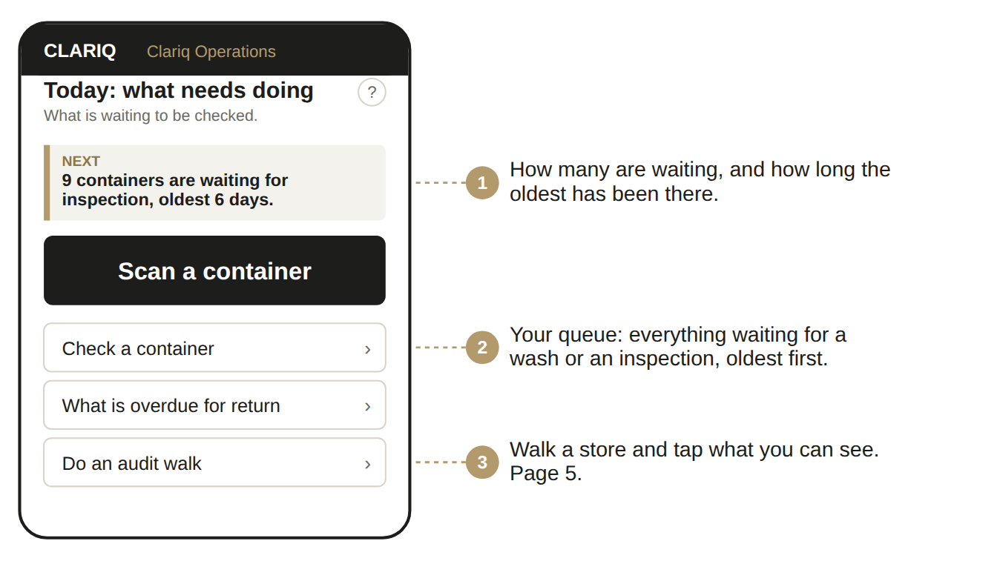 CLARIQ Clariq Operations
Today: what needs doing
?
What is waiting to be checked.
NEXT
9 containers are waiting for
inspection, oldest 6 days.
1
How many are waiting, and how long the
oldest has been there.
Scan a container
Check a container ›
2
Your queue: everything waiting for a
wash or an inspection, oldest first.
What is overdue for return ›
Do an audit walk ›
3
Walk a store and tap what you can see.
Page 5.